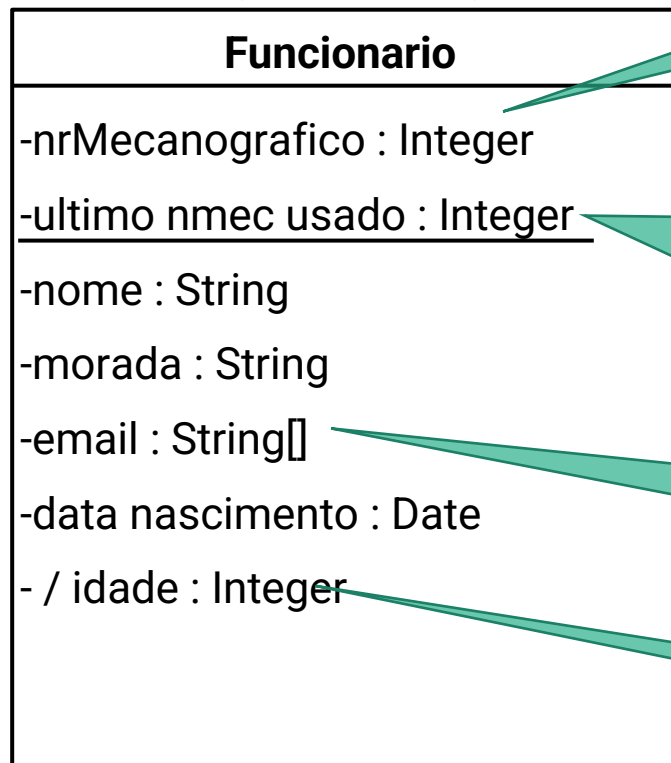 Funcionario
-nrMecanografico : Integer
-ultimo nmec usado : Integer
-nome : String
-morada : String
-email : String[]
-data nascimento : Date
- / idade : Integer